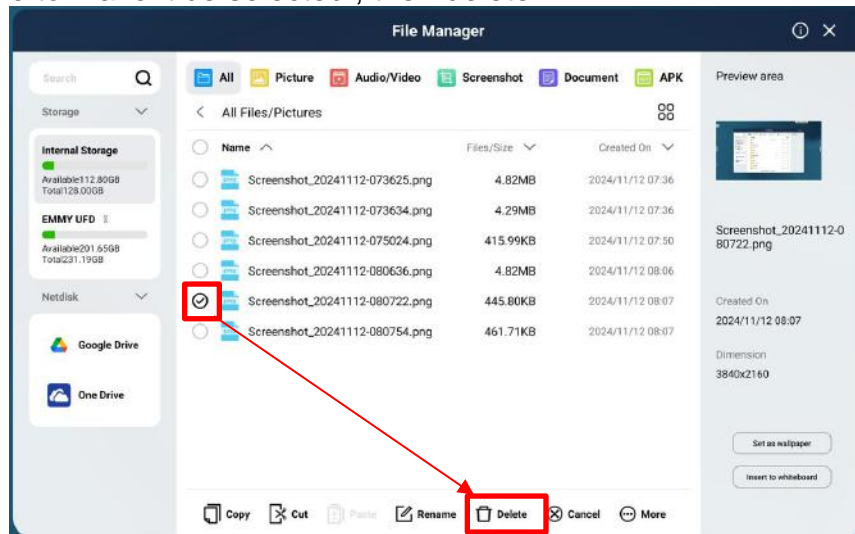 File Manager
Search
Storage
Internal Storage
Available112.80GB
Total128.00GB
EMMY UFD
Available201.65GB
Total231.19GB
Netdisk
Google Drive
One Drive
All Picture Audio/Video Screenshot Document APK
< All Files/Pictures
Name Files/Size Created On
Screenshot_20241112-073625.png 4.82MB 2024/11/12 07:36
Screenshot_20241112-073634.png 4.29MB 2024/11/12 07:36
Screenshot_20241112-075024.png 415.99KB 2024/11/12 07:50
Screenshot_20241112-080636.png 4.82MB 2024/11/12 08:06
Screenshot_20241112-080722.png 445.80KB 2024/11/12 08:07
Screenshot_20241112-080754.png 461.71KB 2024/11/12 08:07
Copy Cut Paste Rename Delete Cancel More
Preview area
Screenshot_20241112-0
80722.png
Created On
2024/11/12 08:07
Dimension
3840x2160
Set as wallpaper
Insert to whiteboard